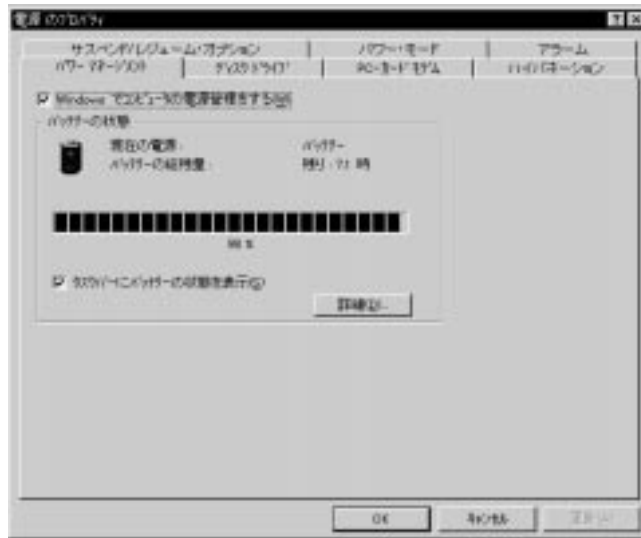 電源 のプロパティ
サスペンド/レジューム・オプション
パワー・モード
アラーム
パワー マネージメント
ディスク ドライブ
PC-カード モデム
ハイバネーション
Windows でコンピュータの電源管理をする(W)
バッテリーの状態
現在の電源:
バッテリー
バッテリーの総残量:
残り: 時
%
タスクバーにバッテリーの状態を表示(S)
詳細(D)...
OK
キャンセル